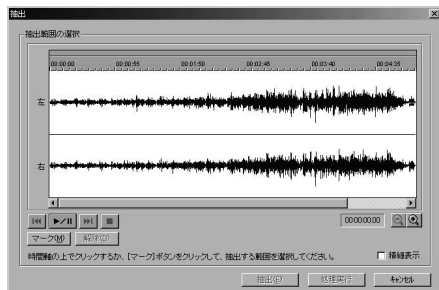 抽出
抽出範囲の選択
00:00:00 00:00:55 00:01:50 00:02:45 00:03:40 00:04:35
左
右
00:00:00.00
マーク(M) 解除(D)
時間軸の上でクリックするか、[マーク]ボタンをクリックして、抽出する範囲を選択してください。
詳細表示
抽出(E) 処理実行 キャンセル